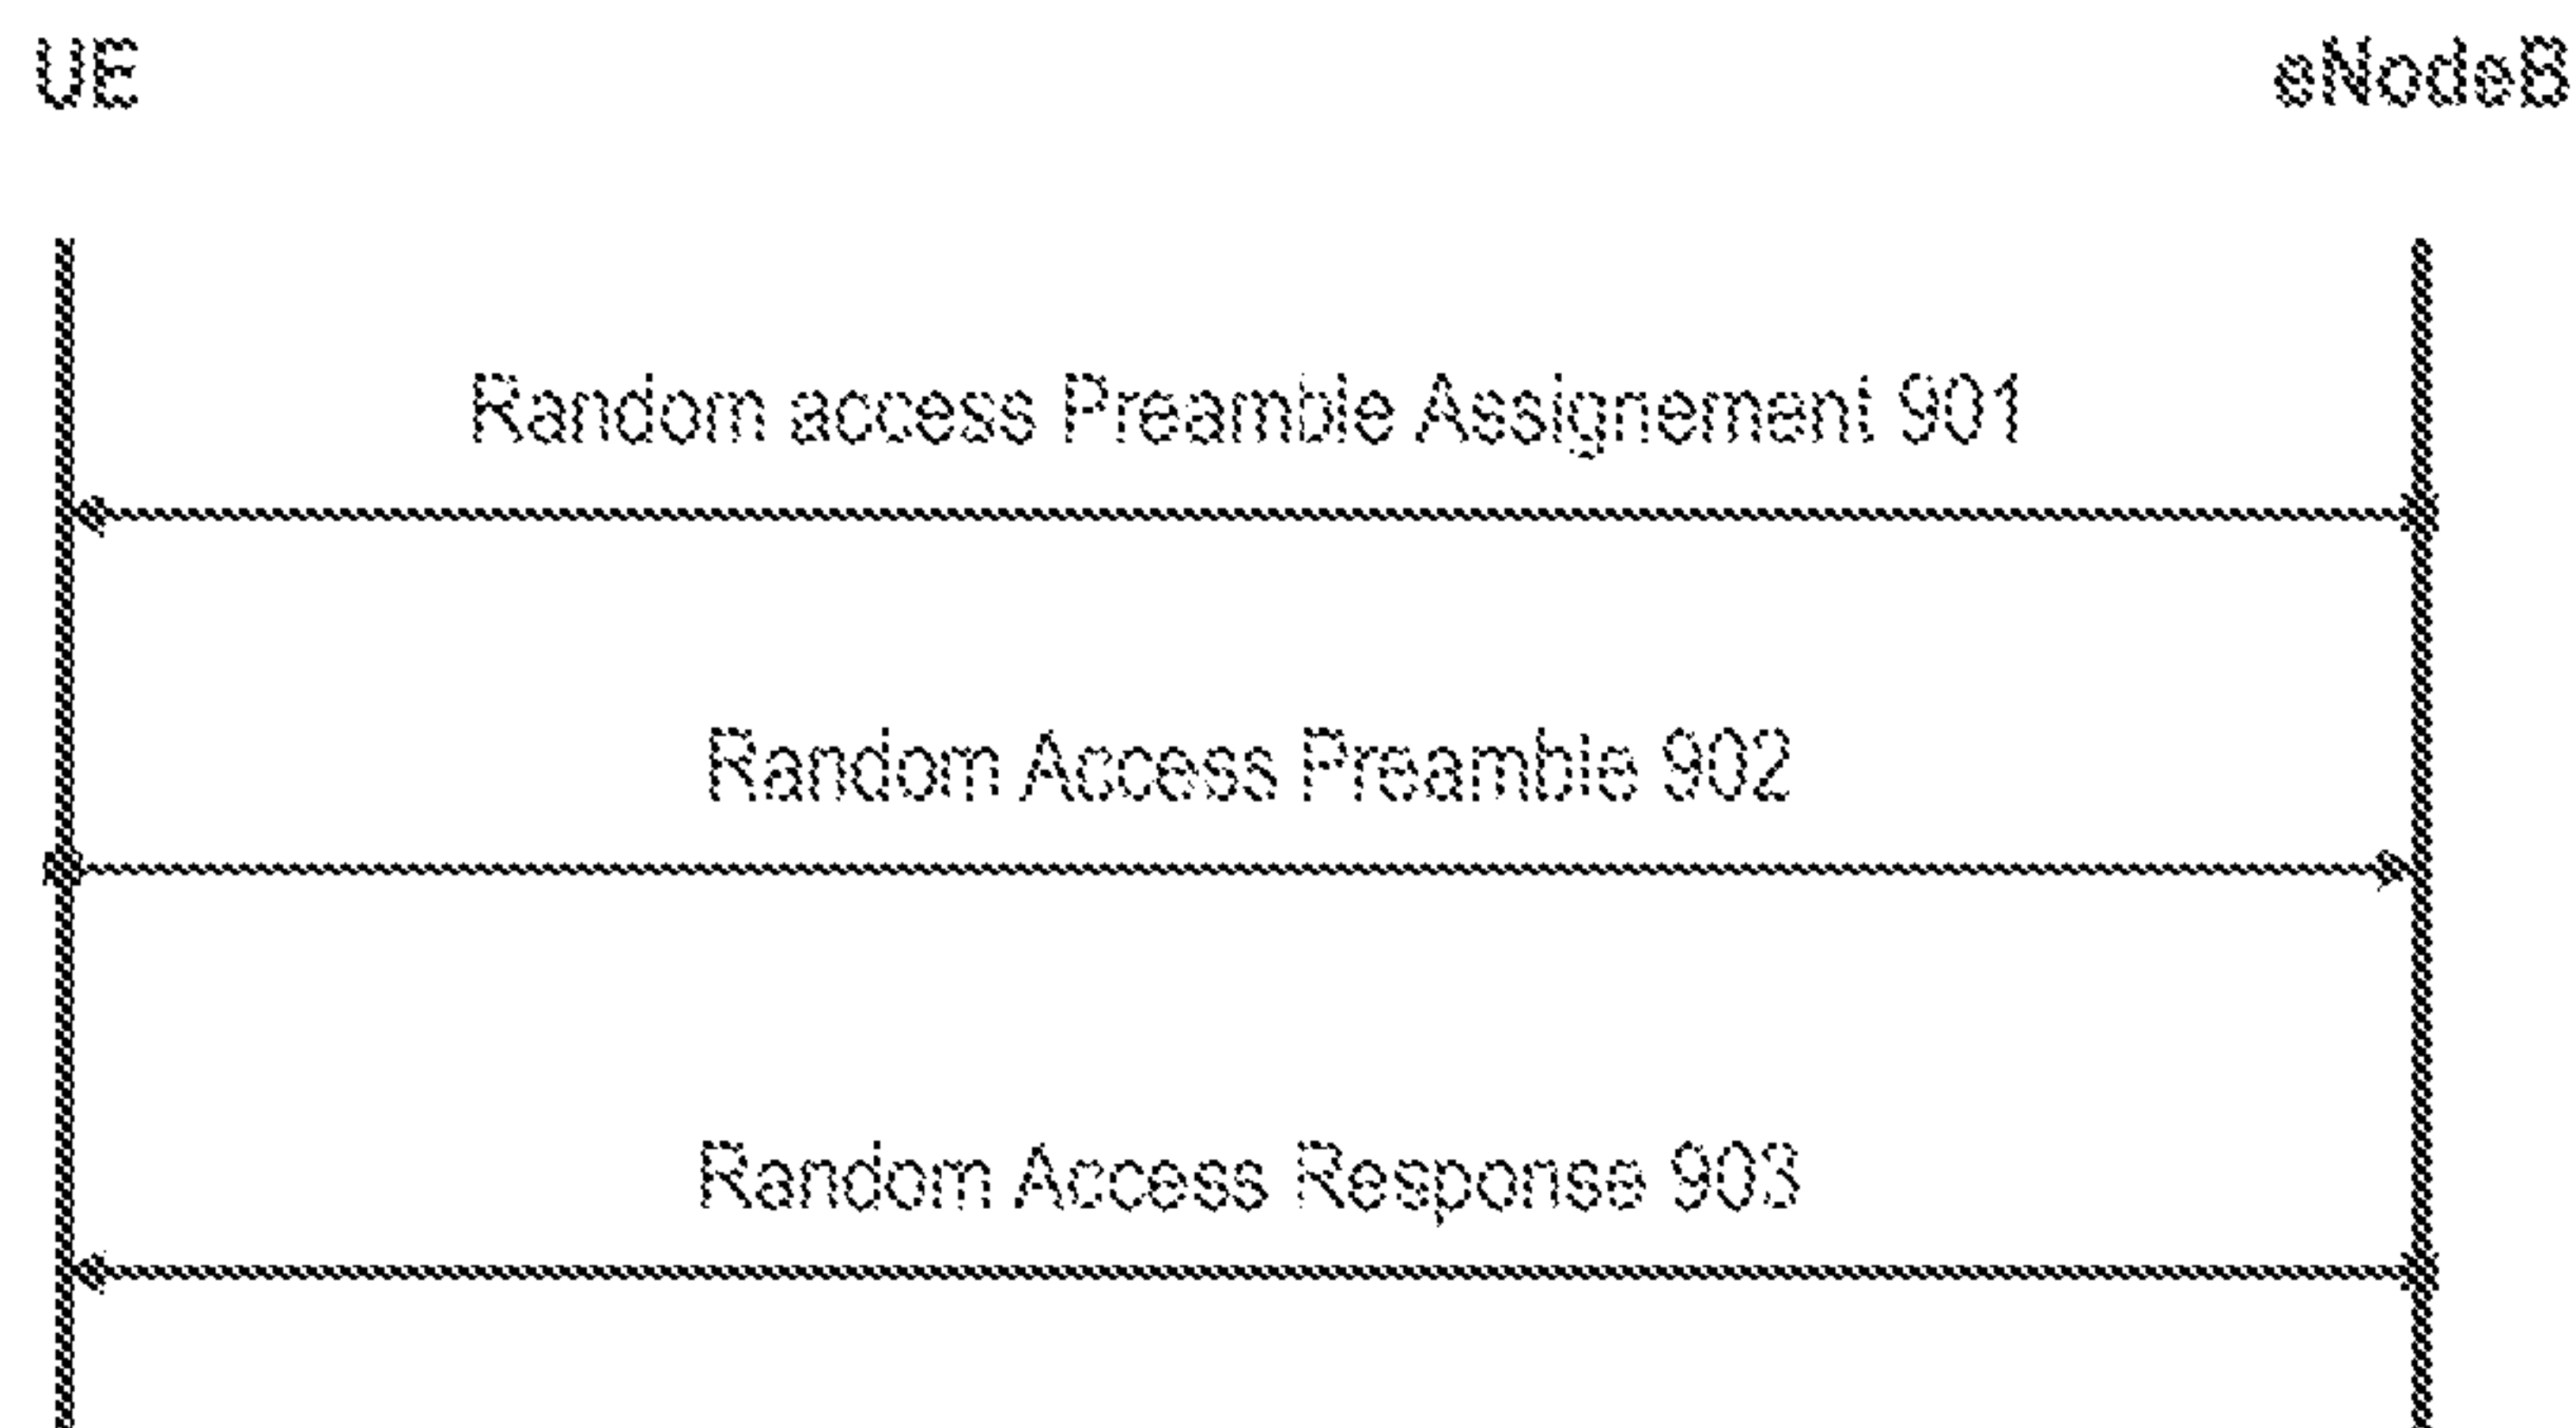 UE
eNodeB
Random access Preamble Assignement 901
Random Access Preamble 902
Random Access Response 903